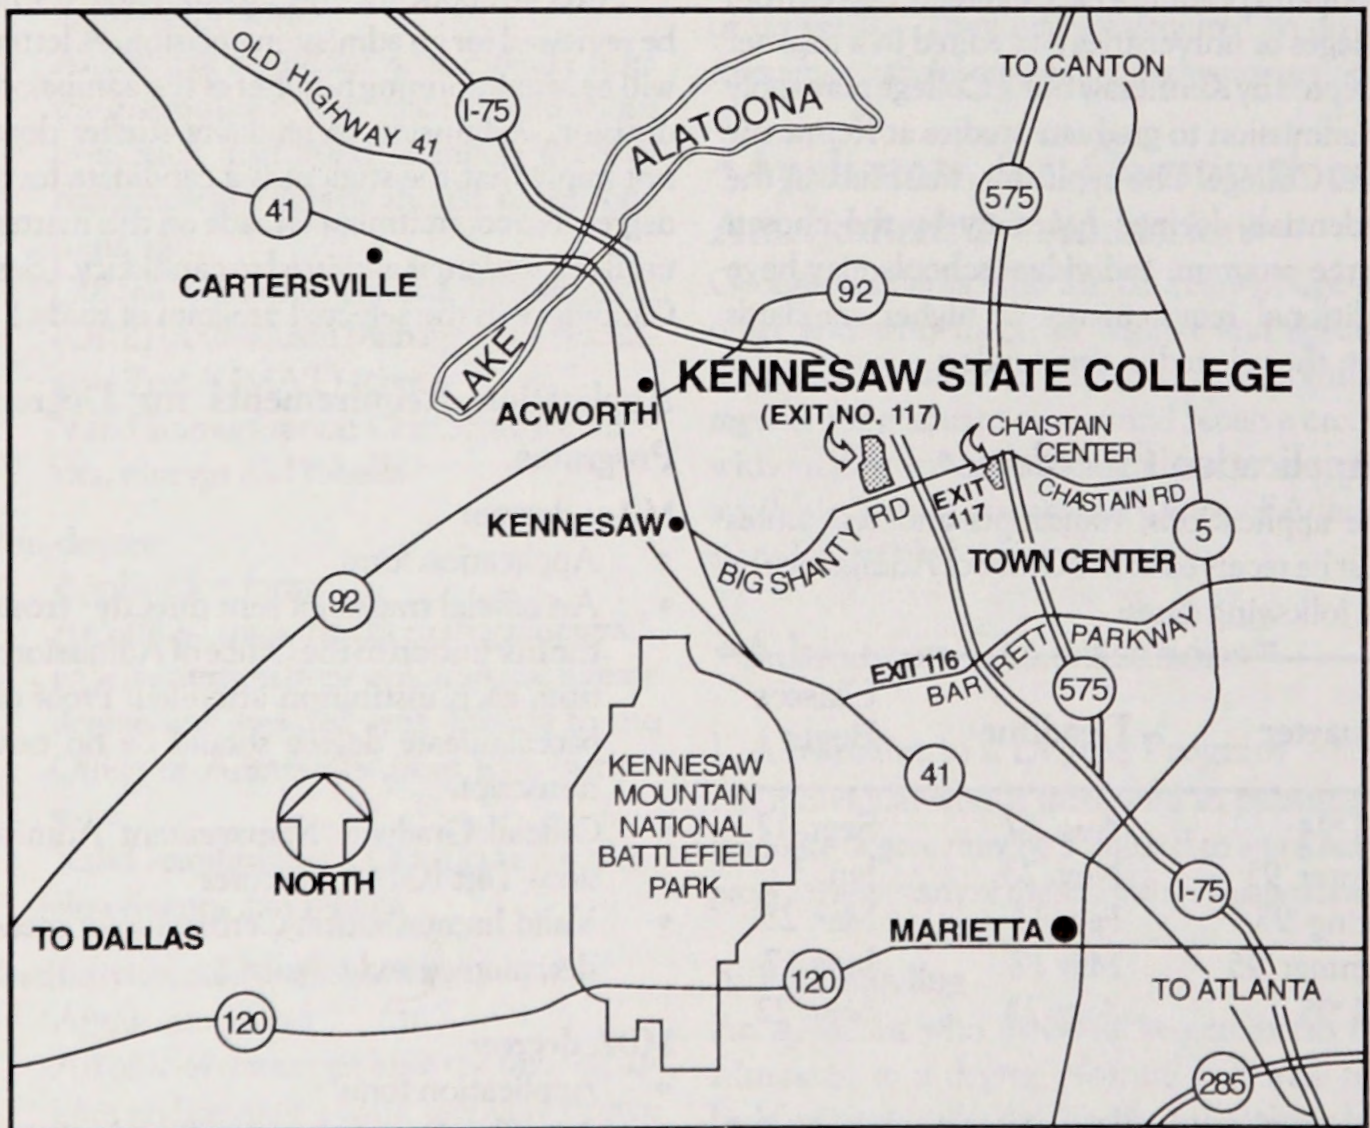 OLD HIGHWAY 41
I-75
ALATOONA
TO CANTON
41
575
CARTERSVILLE
92
LAKE
KENNESAW STATE COLLEGE
ACWORTH
(EXIT NO. 117)
CHAISTAIN
CENTER
EXIT
117
CHASTAIN RD
KENNESAW
BIG SHANTY RD
5
TOWN CENTER
92
EXIT 116
BARRETT PARKWAY
575
KENNESAW
MOUNTAIN
NATIONAL
BATTLEFIELD
PARK
41
NORTH
I-75
TO DALLAS
MARIETTA
120
TO ATLANTA
120
285